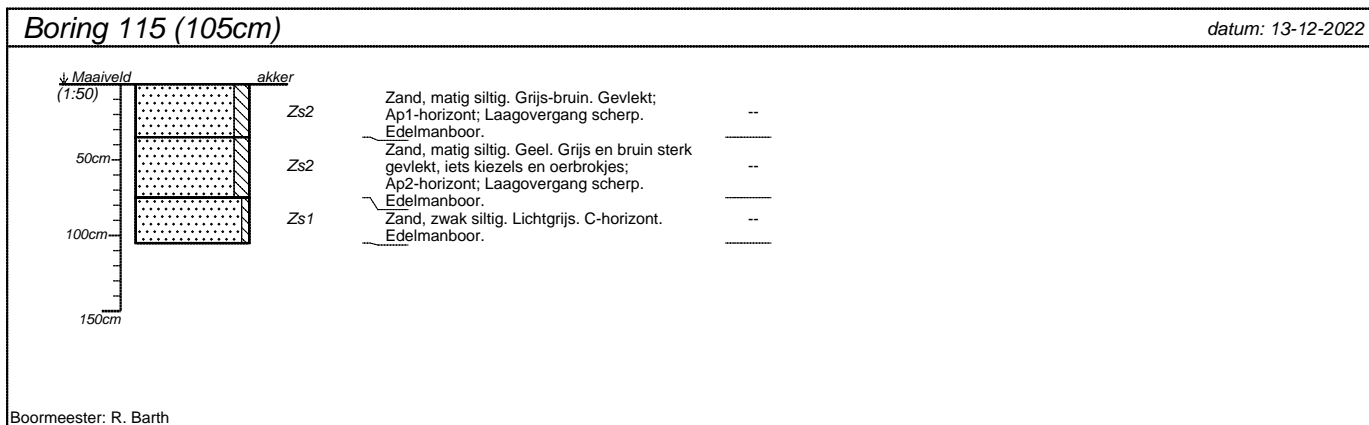 Boring 115 (105cm)
datum: 13-12-2022
Maaiveld
akker
(1:50)
50cm
100cm
150cm
Zs2
Zand, matig siltig. Grijs-bruin. Gevlekt;
Ap1-horizont; Laagovergang scherp.
Edelmanboor.
--
Zs2
Zand, matig siltig. Geel. Grijs en bruin sterk
gevlekt, iets kiezels en oerbrokjes;
Ap2-horizont; Laagovergang scherp.
Edelmanboor.
--
Zs1
Zand, zwak siltig. Lichtgrijs. C-horizont.
Edelmanboor.
--
Boormeester: R. Barth